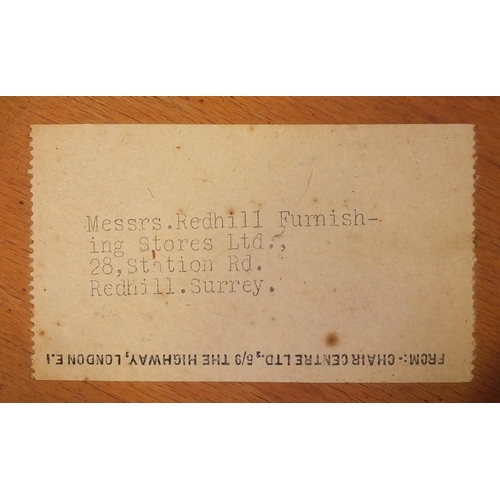 Messrs.Redhill Furnish-
ing Stores Ltd.,
28,Station Rd.
Redhill.Surrey.
FROM:- CHAIR CENTRE LTD., 5/9 THE HIGHWAY, LONDON E.1